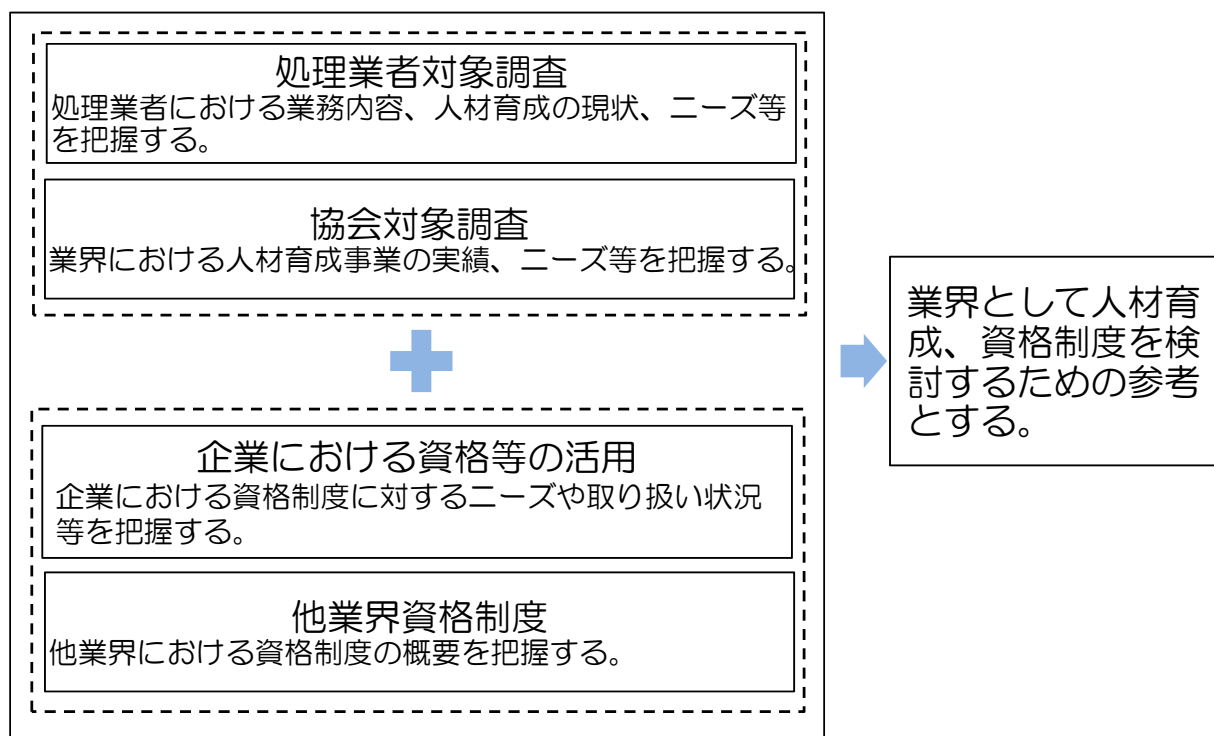 処理業者対象調査
処理業者における業務内容、人材育成の現状、ニーズ等
を把握する。
協会対象調査
業界における人材育成事業の実績、ニーズ等を把握する。
企業における資格等の活用
企業における資格制度に対するニーズや取り扱い状況
等を把握する。
他業界資格制度
他業界における資格制度の概要を把握する。
業界として人材育
成、資格制度を検
討するための参考
とする。